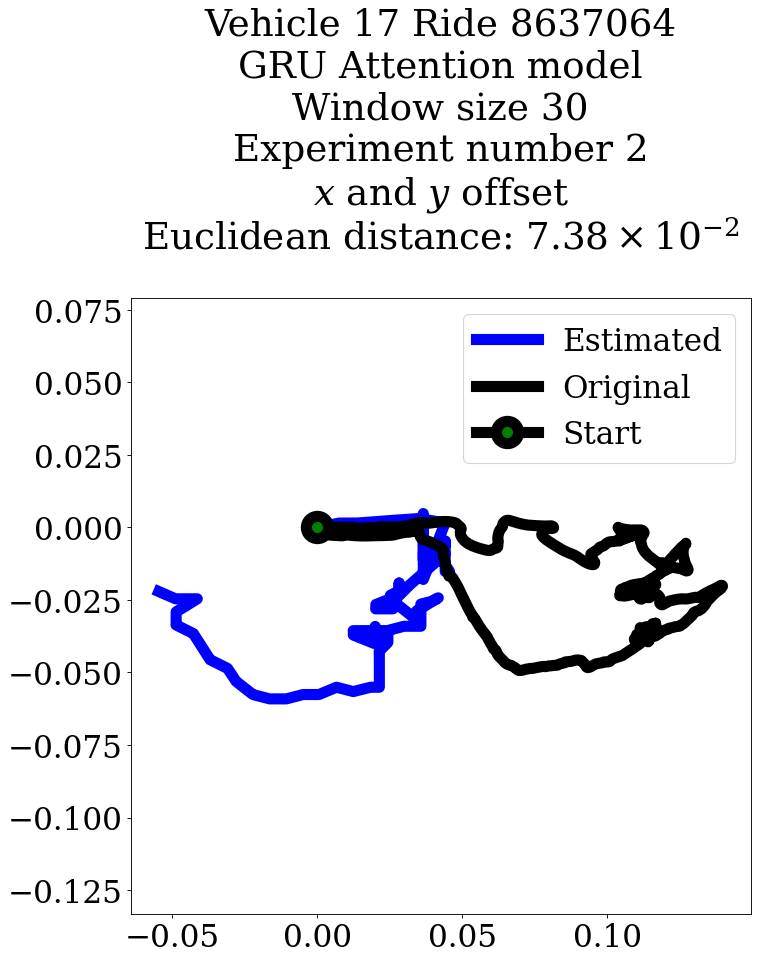 Vehicle 17 Ride 8637064
GRU Attention model
Window size 30
Experiment number 2
x and y offset
Euclidean distance: 7.38 × 10⁻²
Estimated
Original
Start
0.075
0.050
0.025
0.000
−0.025
−0.050
−0.075
−0.100
−0.125
−0.05 0.00 0.05 0.10